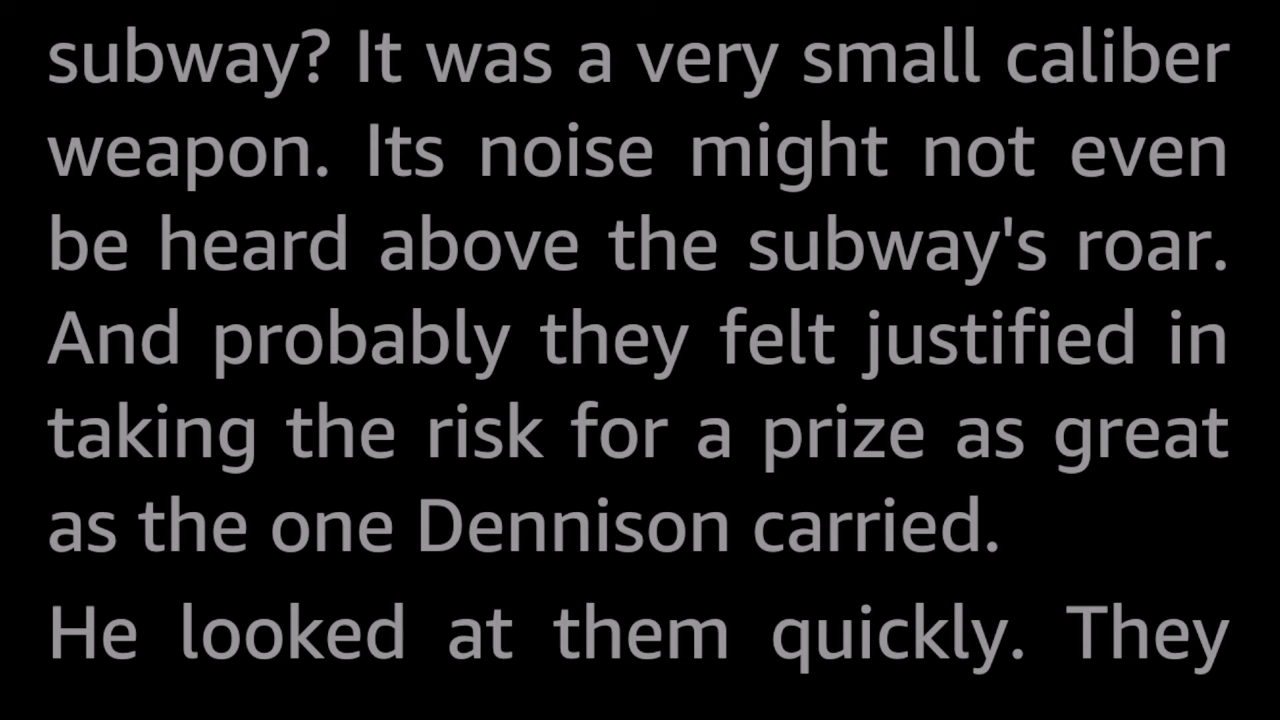 subway? It was a very small caliber
weapon. Its noise might not even
be heard above the subway's roar.
And probably they felt justified in
taking the risk for a prize as great
as the one Dennison carried.
He looked at them quickly. They